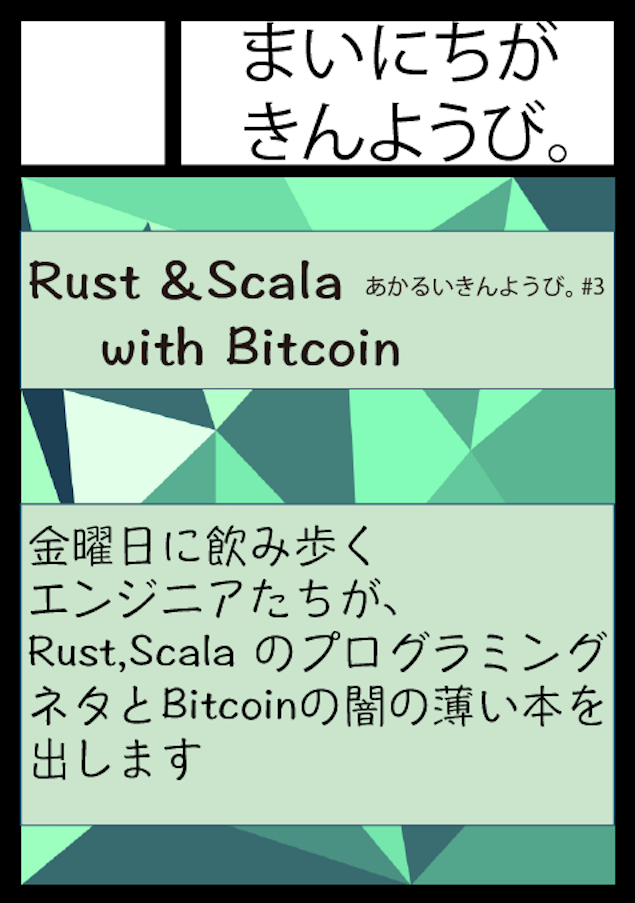 まいにちが
きんようび。
Rust &Scala あかるいきんようび。#3
with Bitcoin
金曜日に飲み歩く
エンジニアたちが、
Rust,Scala のプログラミング
ネタとBitcoinの闇の薄い本を
出します